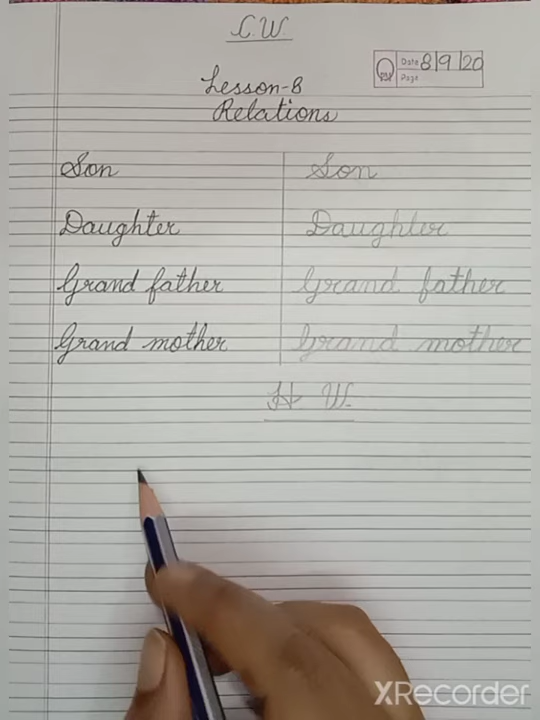 C.W.
Date 8/9/20
Page
Lesson-8
Relations
Son Son
Daughter Daughter
Grand father Grand father
Grand mother Grand mother
H W.
XRecorder